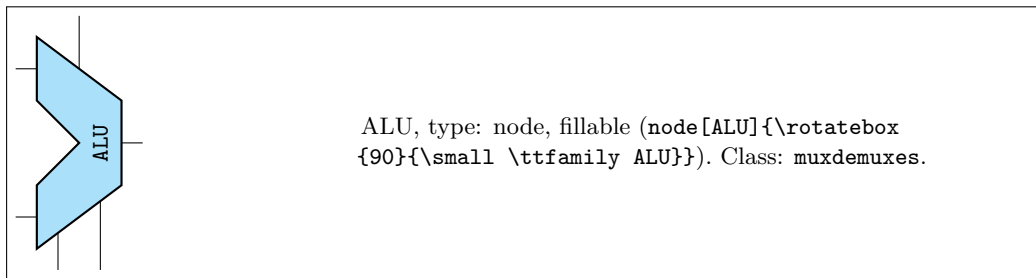 ALU
ALU, type: node, fillable (node[ALU]{\rotatebox
{90}{\small \ttfamily ALU}}). Class: muxdemuxes.